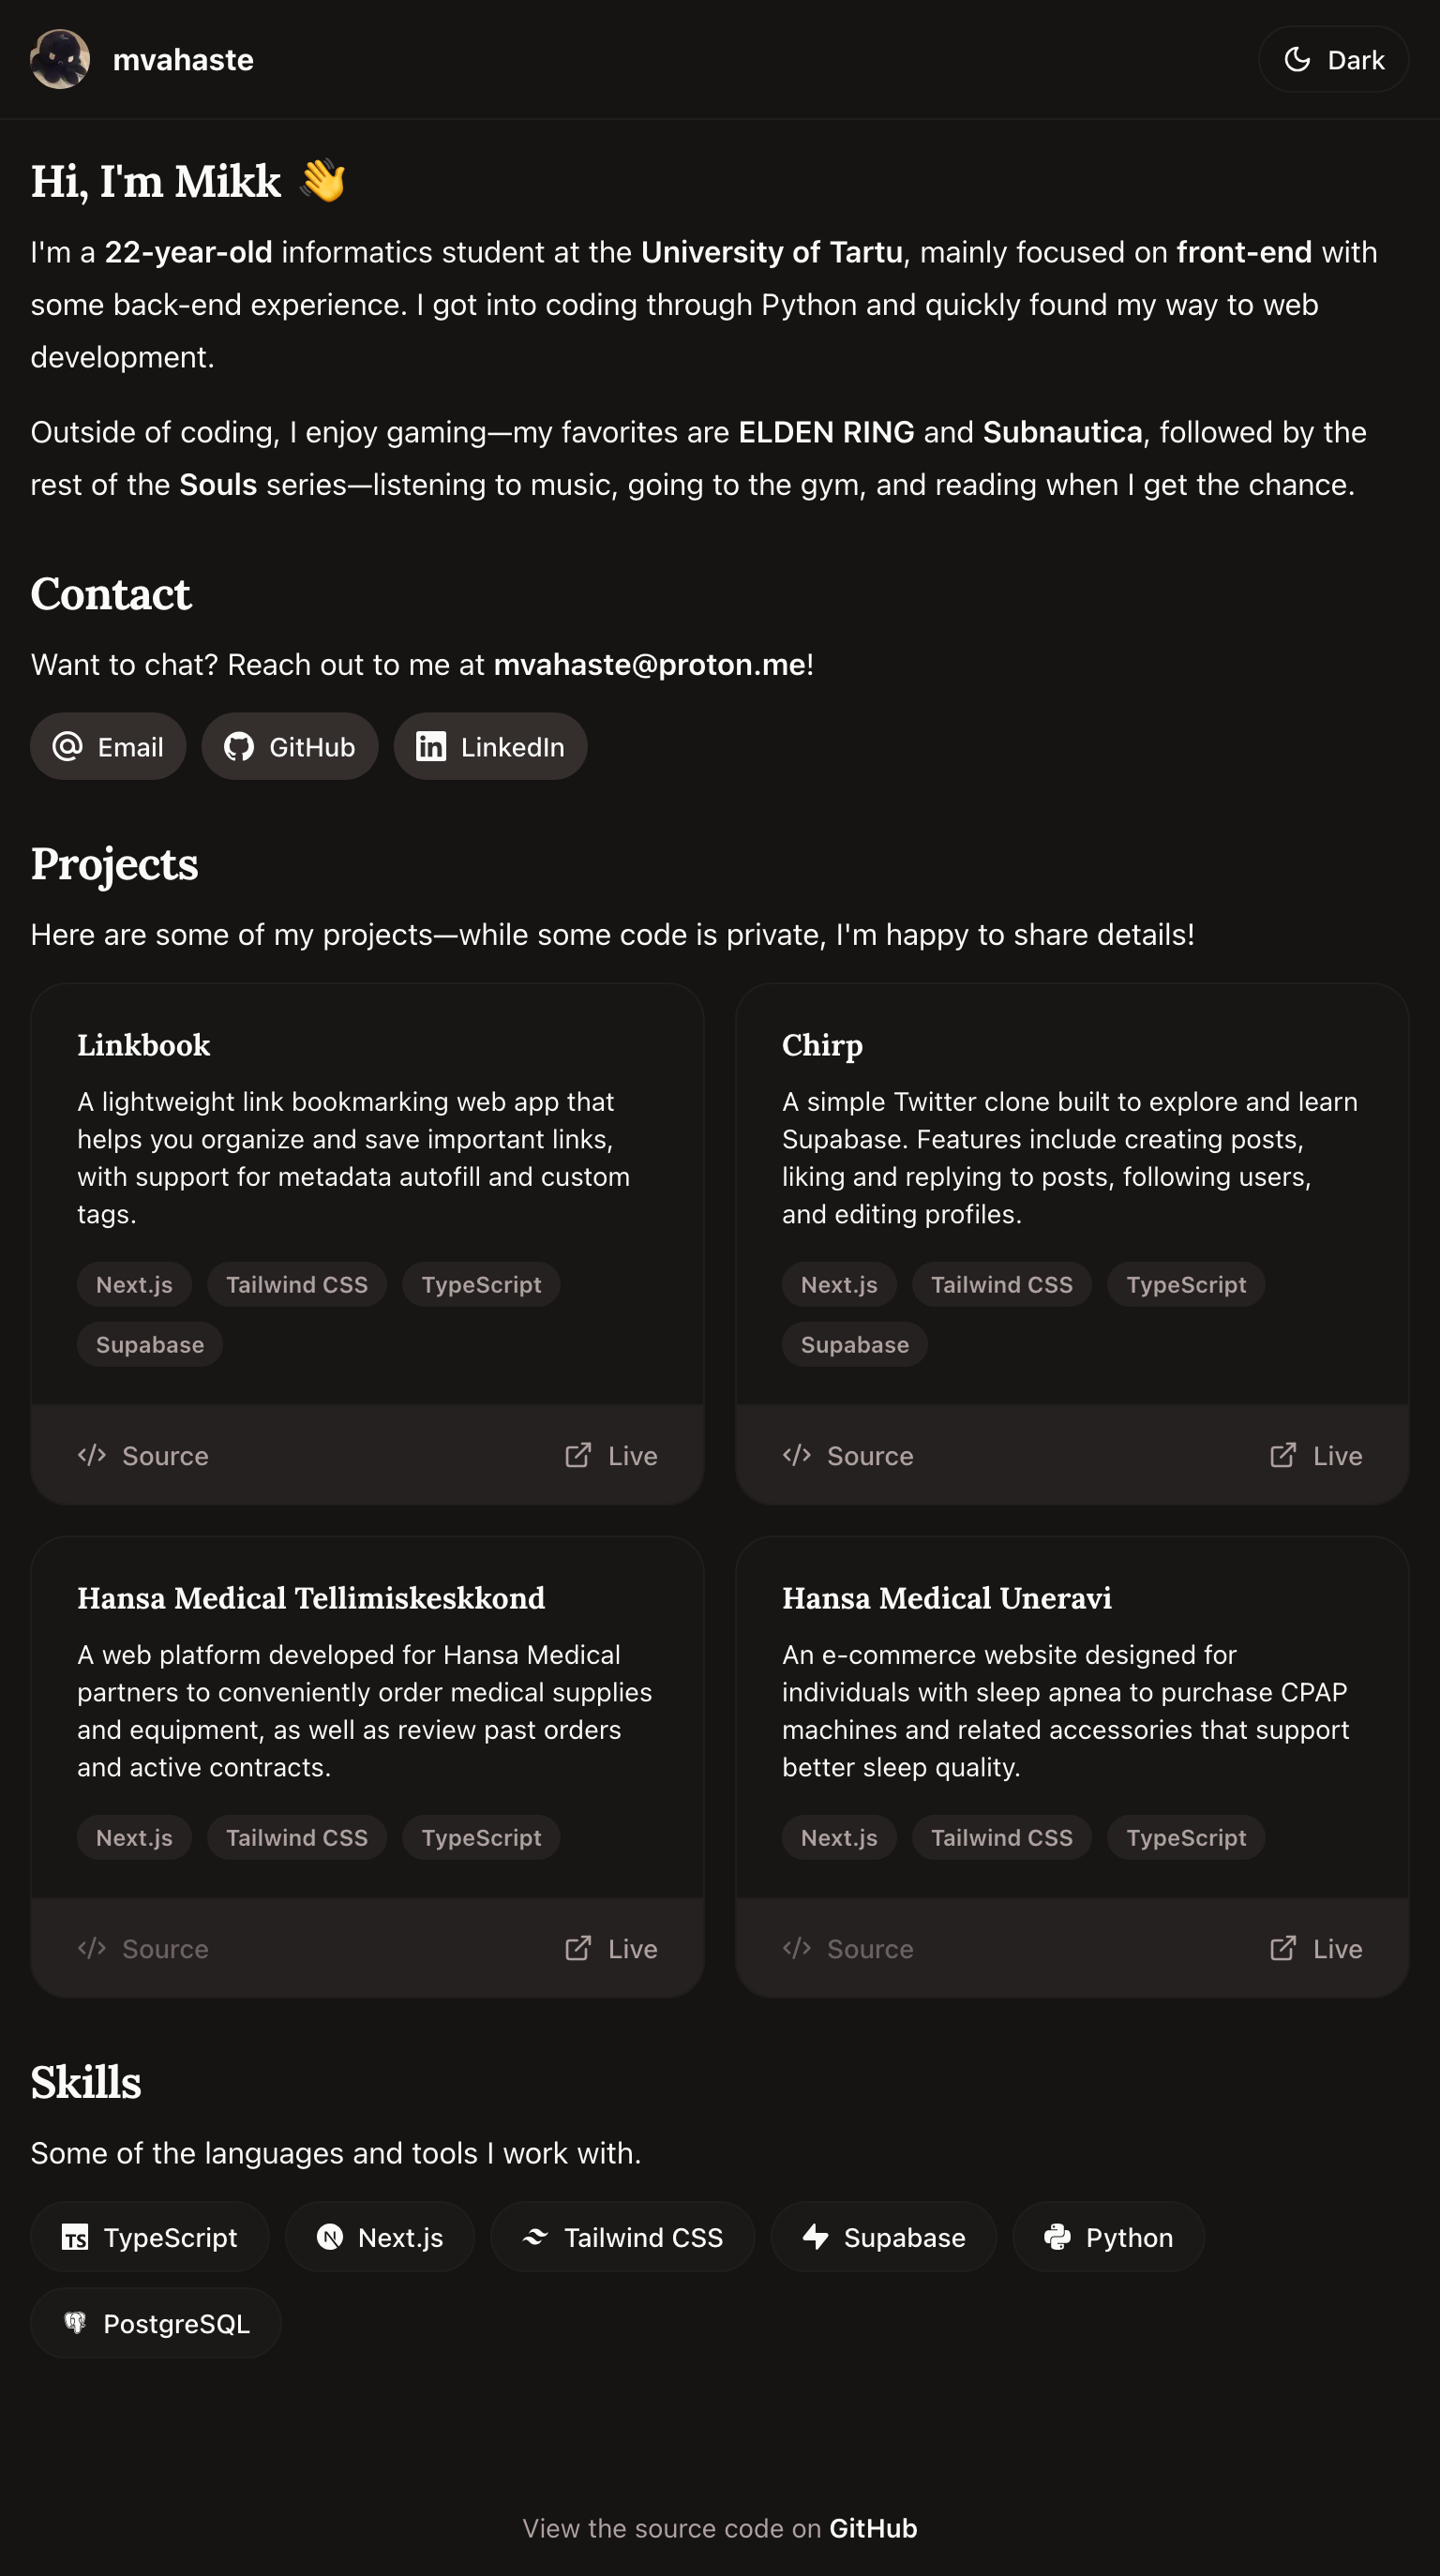 mvahaste
Dark
Hi, I'm Mikk 👋
I'm a 22-year-old informatics student at the University of Tartu, mainly focused on front-end with
some back-end experience. I got into coding through Python and quickly found my way to web
development.
Outside of coding, I enjoy gaming—my favorites are ELDEN RING and Subnautica, followed by the
rest of the Souls series—listening to music, going to the gym, and reading when I get the chance.
Contact
Want to chat? Reach out to me at mvahaste@proton.me!
Email GitHub LinkedIn
Projects
Here are some of my projects—while some code is private, I'm happy to share details!
Linkbook
A lightweight link bookmarking web app that
helps you organize and save important links,
with support for metadata autofill and custom
tags.
Next.js Tailwind CSS TypeScript
Supabase
Source Live
Chirp
A simple Twitter clone built to explore and learn
Supabase. Features include creating posts,
liking and replying to posts, following users,
and editing profiles.
Next.js Tailwind CSS TypeScript
Supabase
Source Live
Hansa Medical Tellimiskeskkond
A web platform developed for Hansa Medical
partners to conveniently order medical supplies
and equipment, as well as review past orders
and active contracts.
Next.js Tailwind CSS TypeScript
Source Live
Hansa Medical Uneravi
An e-commerce website designed for
individuals with sleep apnea to purchase CPAP
machines and related accessories that support
better sleep quality.
Next.js Tailwind CSS TypeScript
Source Live
Skills
Some of the languages and tools I work with.
TypeScript Next.js Tailwind CSS Supabase Python
PostgreSQL
View the source code on GitHub